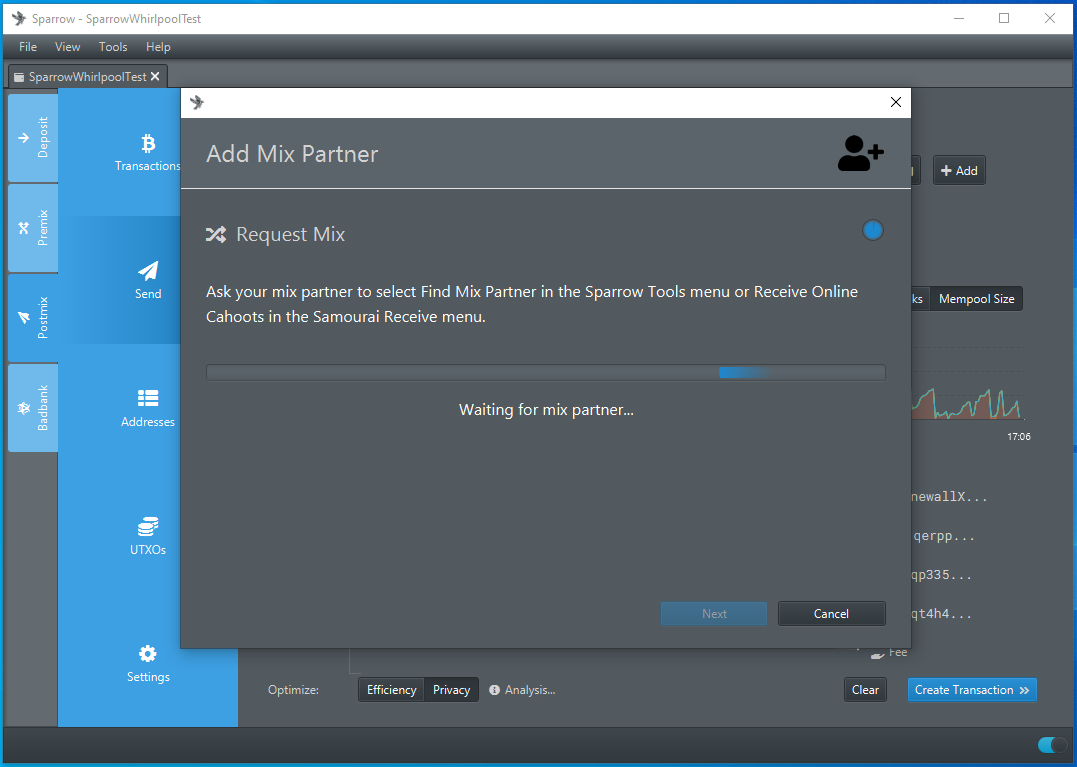 Sparrow - SparrowWhirlpoolTest
File View Tools Help
SparrowWhirlpoolTest
Deposit
Premix
Postmix
Badbank
Transactions
Send
Addresses
UTXOs
Settings
Add Mix Partner
Add
Request Mix
Ask your mix partner to select Find Mix Partner in the Sparrow Tools menu or Receive Online
Cahoots in the Samourai Receive menu.
Waiting for mix partner...
Next Cancel
Mempool Size
17:06
newallX...
qerpp...
qp335...
qt4h4...
Fee
Optimize: Efficiency Privacy Analysis... Clear Create Transaction